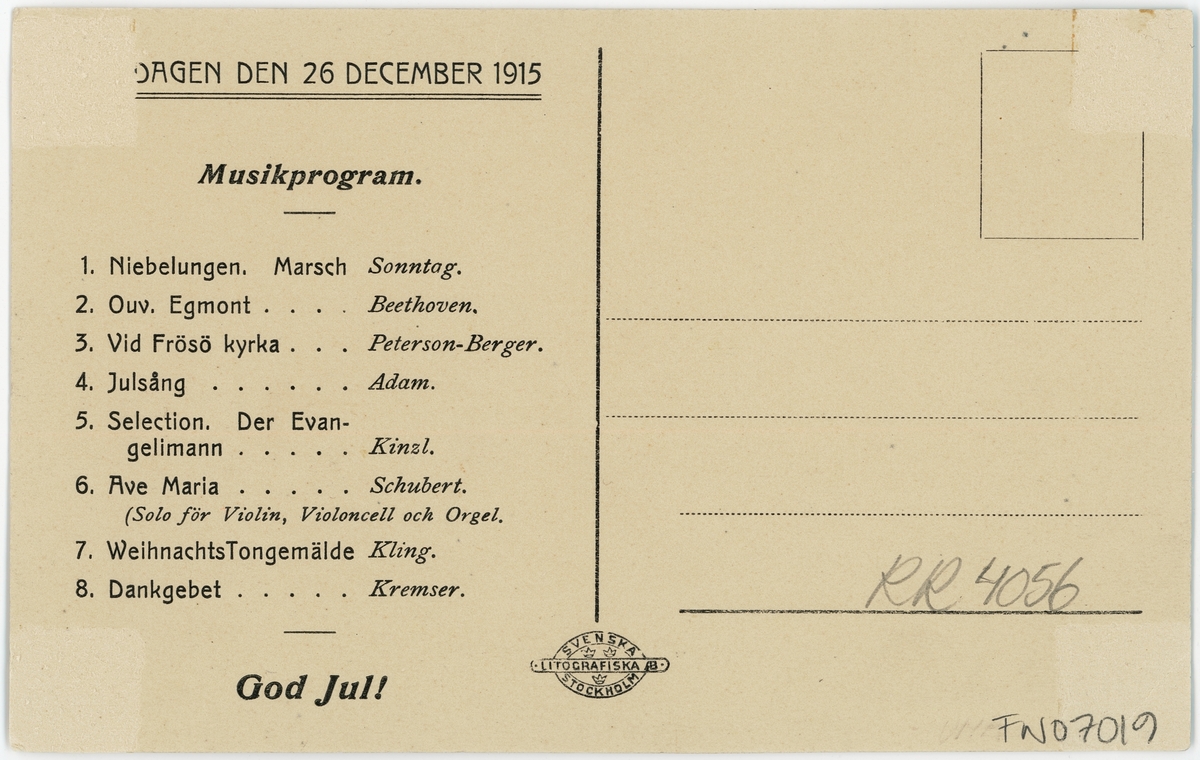 DAGEN DEN 26 DECEMBER 1915
Musikprogram.
1. Niebelungen. Marsch Sonntag.
2. Ouv. Egmont . . . . Beethoven.
3. Vid Frösö kyrka . . . Peterson-Berger.
4. Julsång . . . . . . Adam.
5. Selection. Der Evan-
gelimann . . . . . Kinzl.
6. Ave Maria . . . . . Schubert.
(Solo för Violin, Violoncell och Orgel.
7. WeihnachtsTongemälde Kling.
8. Dankgebet . . . . . Kremser.
God Jul!
SVENSKA
LITOGRAFISKA AB
STOCKHOLM
RR 4056
FN07019